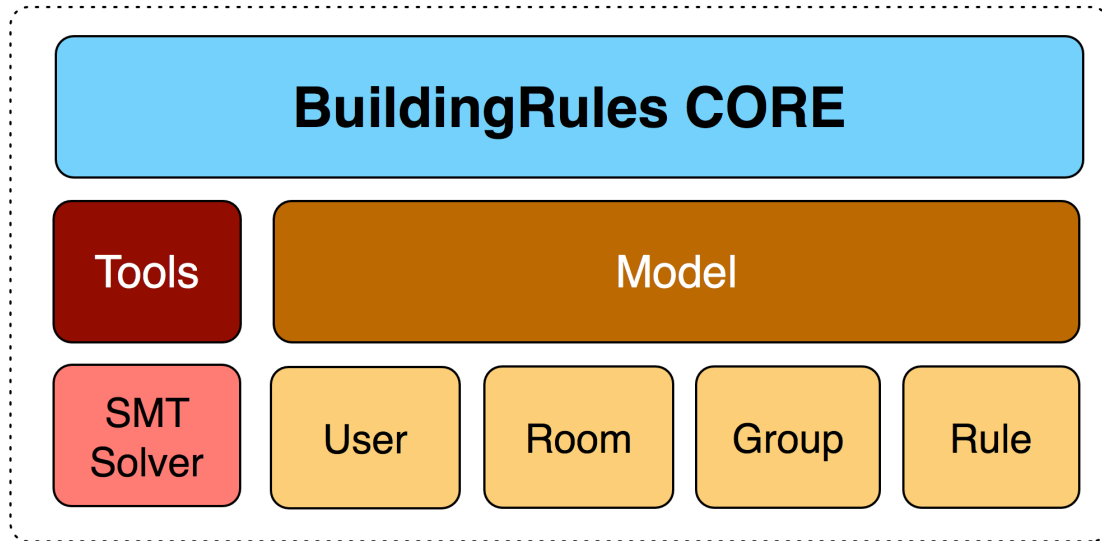 BuildingRules CORE
Tools
Model
SMT
Solver
User
Room
Group
Rule